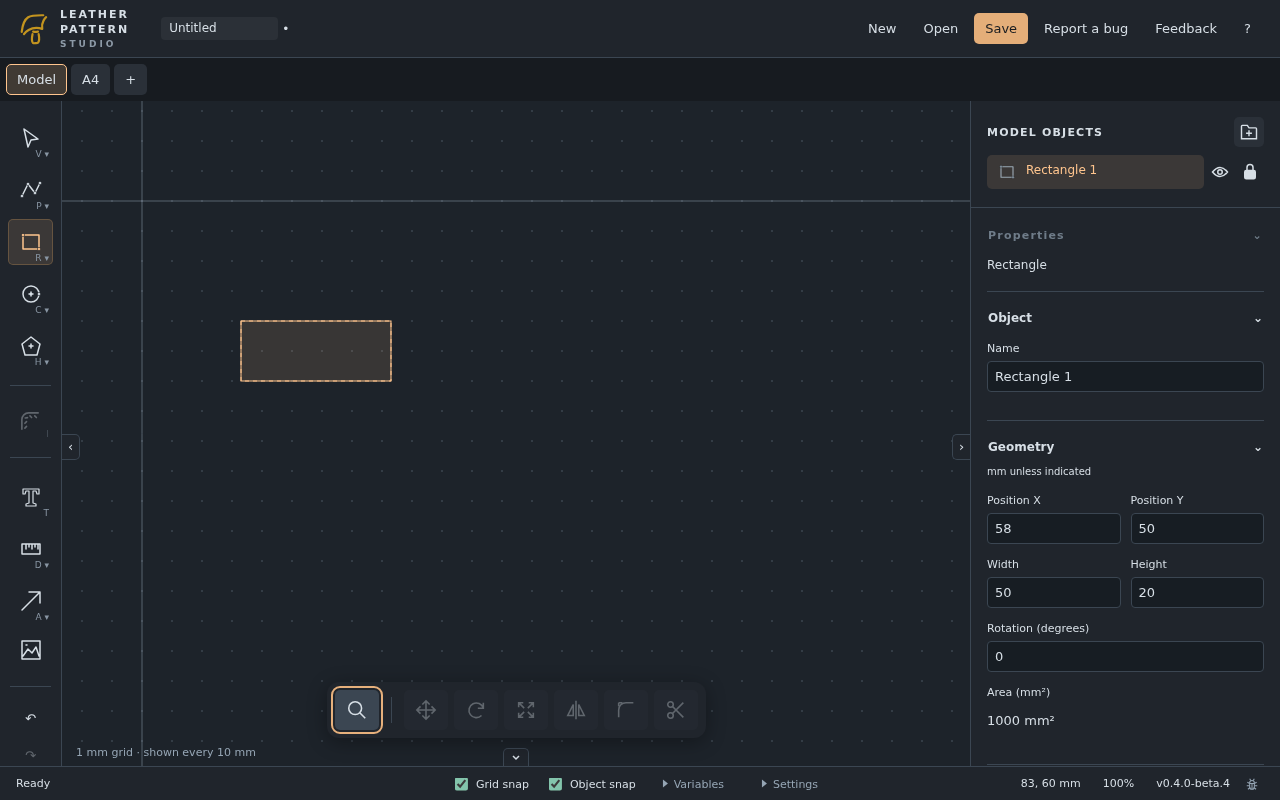 LEATHER
PATTERN
STUDIO
Untitled •
New
Open
Save
Report a bug
Feedback
?
Model
A4
+
V
P
R
C
H
I
T
D
A
1 mm grid · shown every 10 mm
MODEL OBJECTS
Rectangle 1
Properties
Rectangle
Object
Name
Rectangle 1
Geometry
mm unless indicated
Position X
Position Y
58
50
Width
Height
50
20
Rotation (degrees)
0
Area (mm²)
1000 mm²
Ready
Grid snap
Object snap
Variables
Settings
83, 60 mm
100%
v0.4.0-beta.4